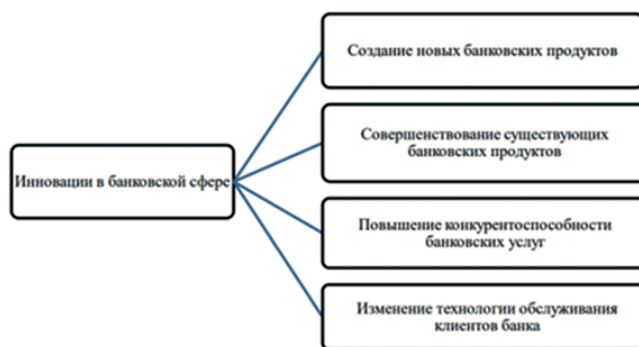 Создание новых банковских продуктов
Совершенствование существующих
банковских продуктов
Инновации в банковской сфере
Повышение конкурентоспособности
банковских услуг
Изменение технологии обслуживания
клиентов банка